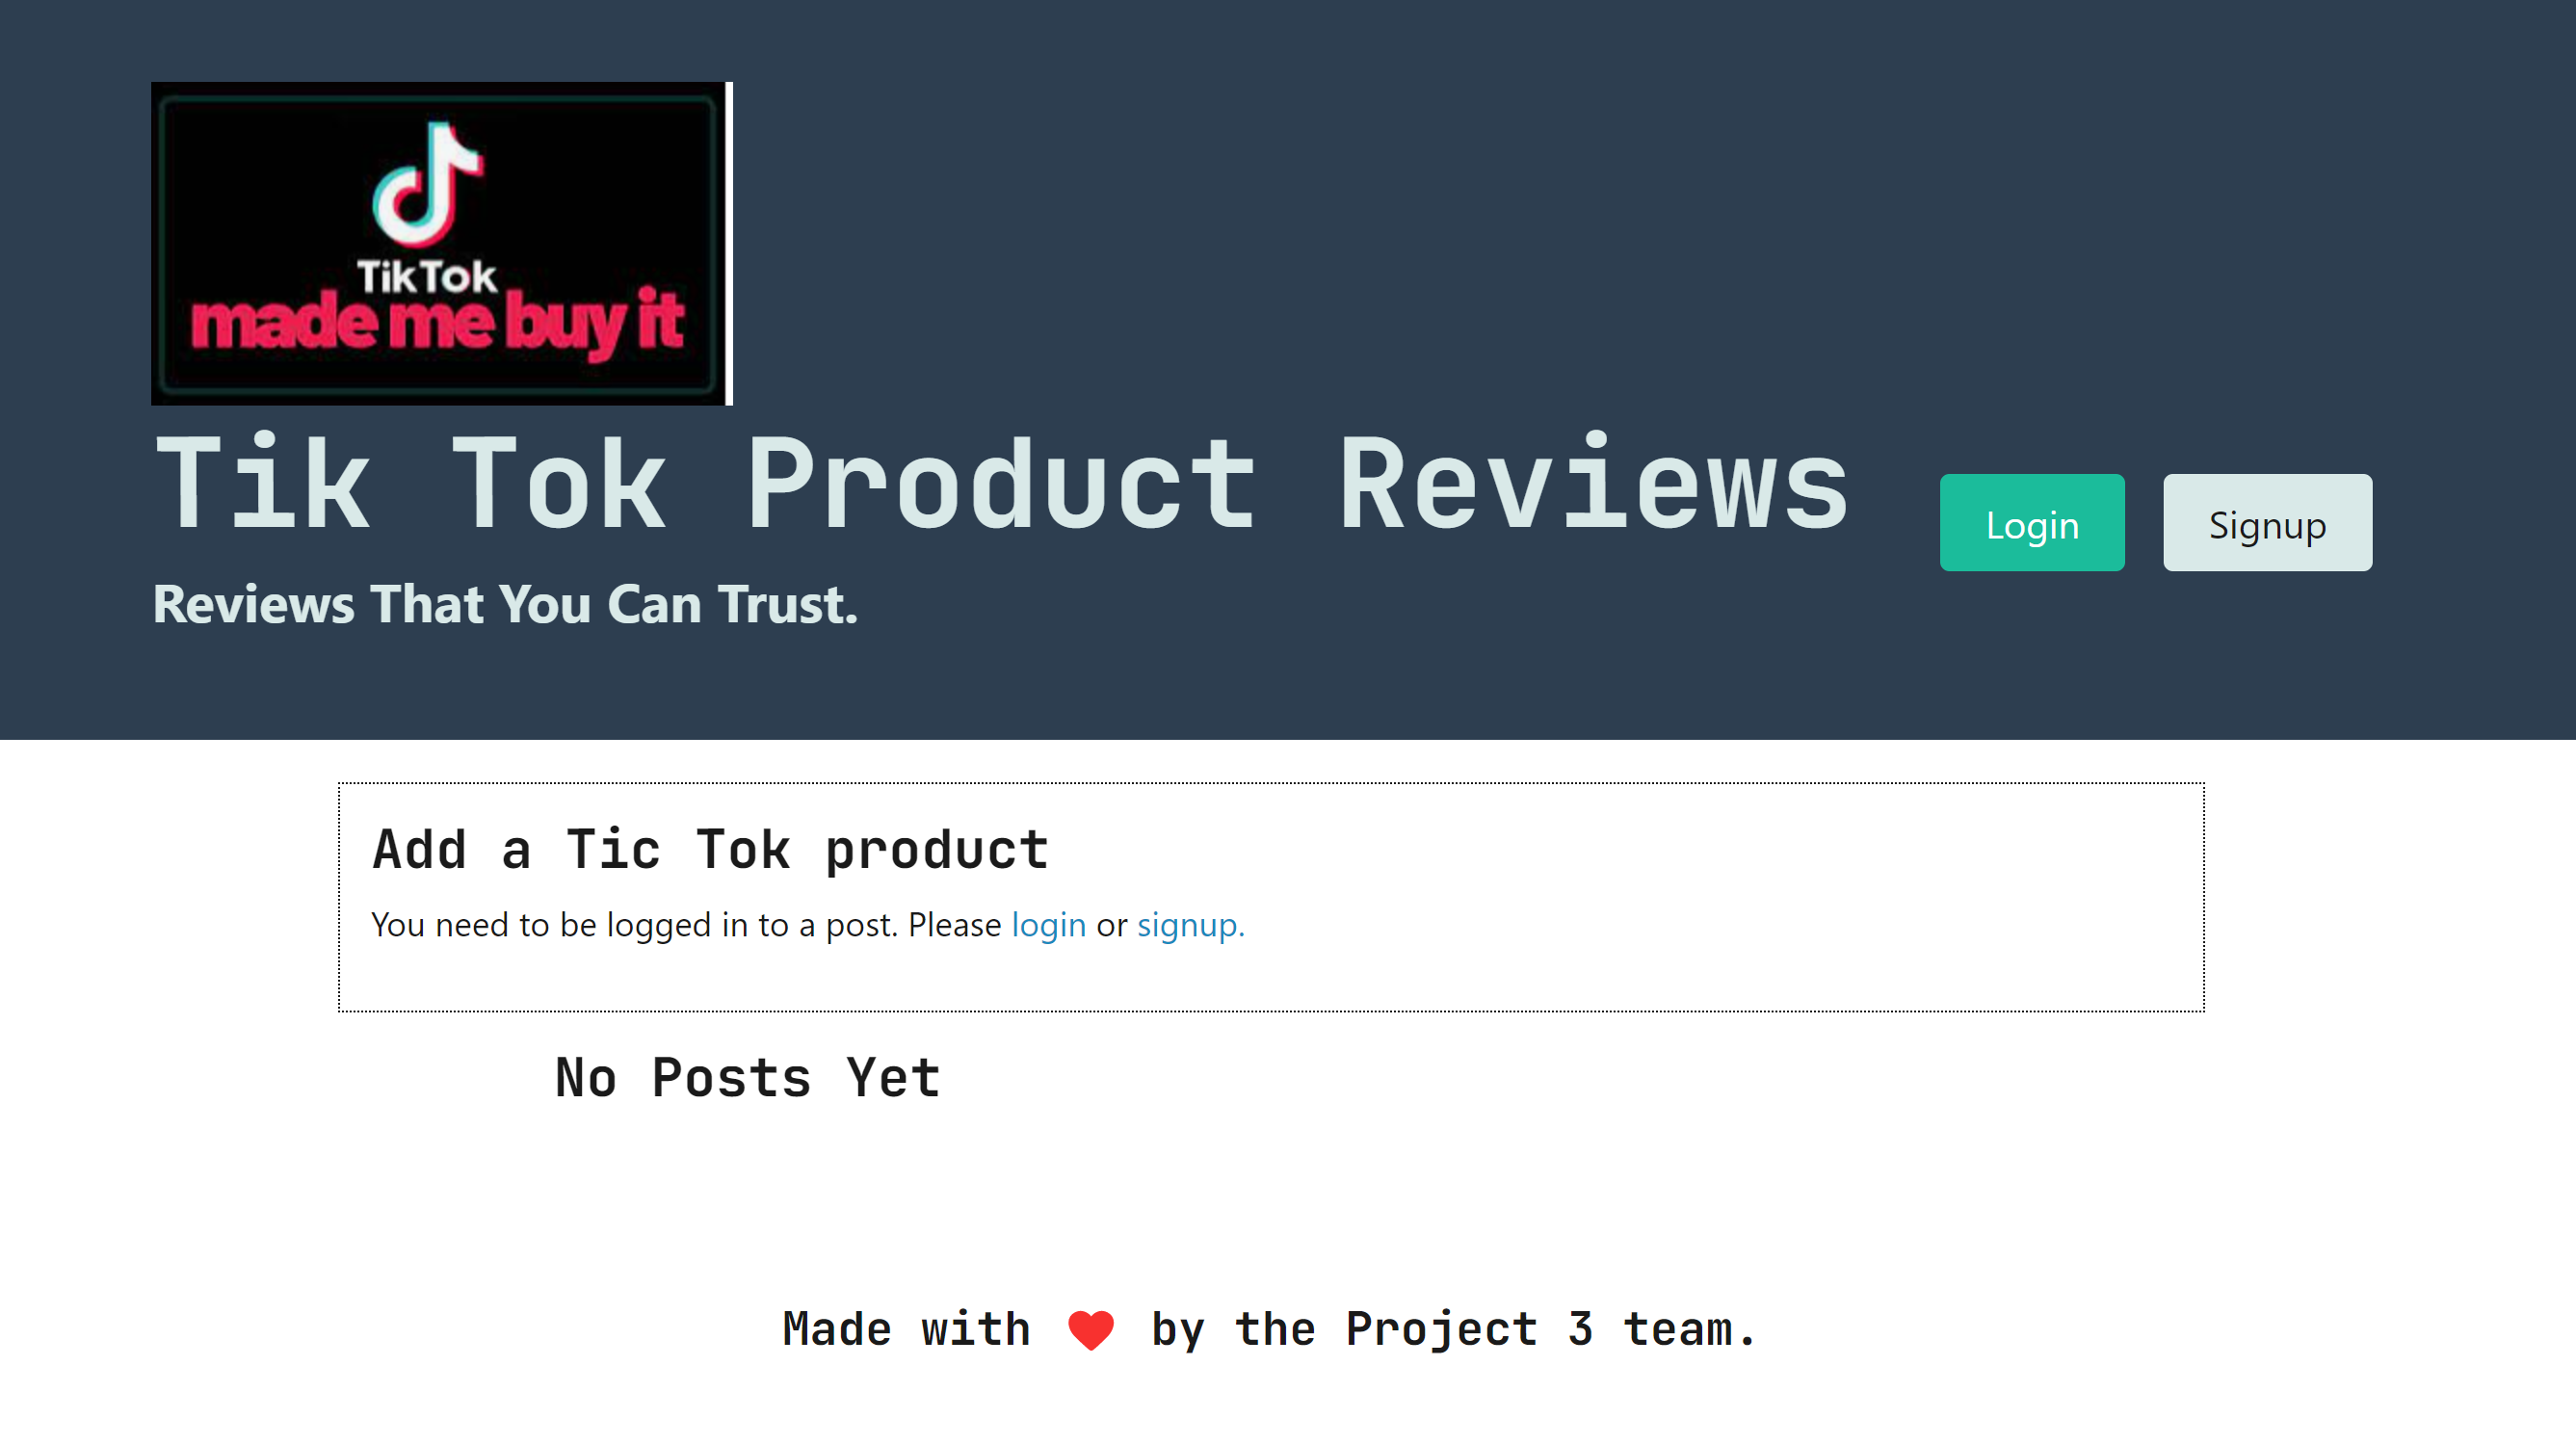 TikTok
made me buy it
Tik Tok Product Reviews
Login
Signup
Reviews That You Can Trust.
Add a Tic Tok product
You need to be logged in to a post. Please login or signup.
No Posts Yet
Made with ❤️ by the Project 3 team.